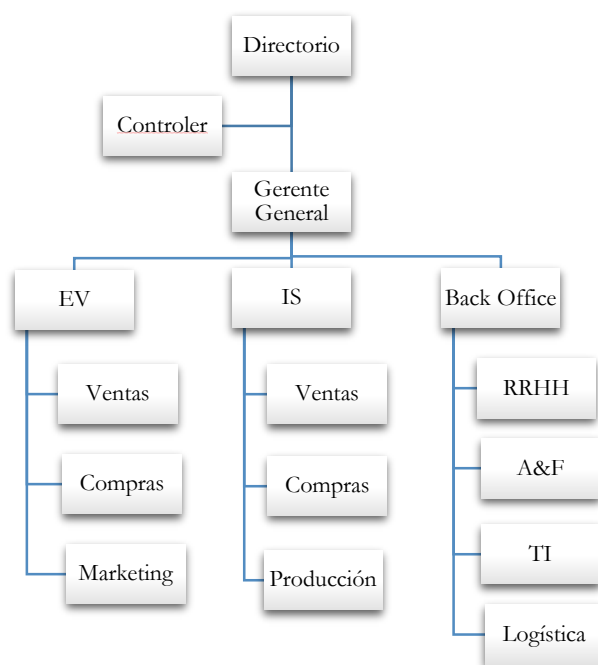 Directorio
Controler
Gerente
General
EV
IS
Back Office
Ventas
Compras
Marketing
Ventas
Compras
Producción
RRHH
A&F
TI
Logística